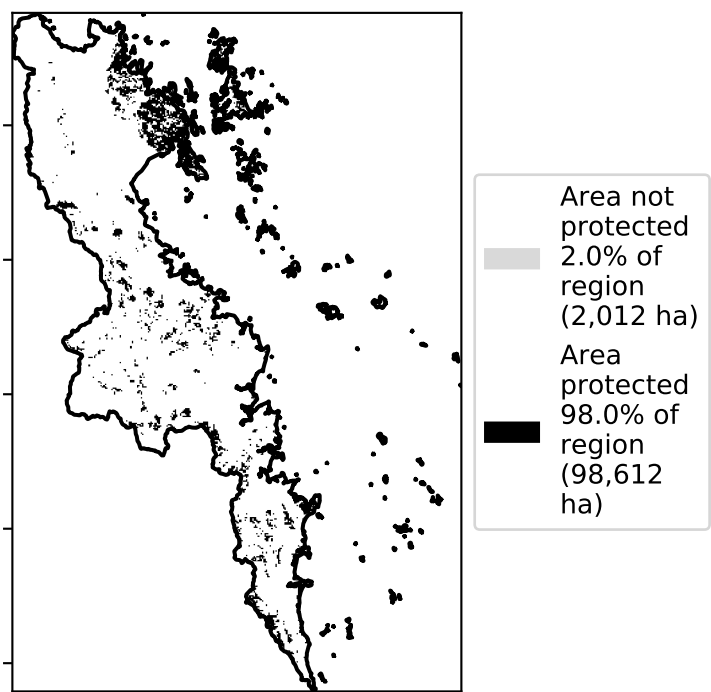 Area not
protected
2.0% of
region
(2,012 ha)
Area
protected
98.0% of
region
(98,612
ha)